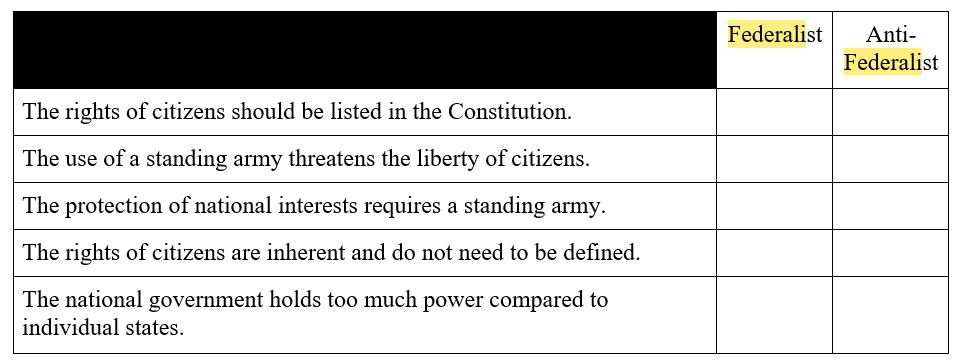 Federalist
Anti-
Federalist
The rights of citizens should be listed in the Constitution.
The use of a standing army threatens the liberty of citizens.
The protection of national interests requires a standing army.
The rights of citizens are inherent and do not need to be defined.
The national government holds too much power compared to
individual states.